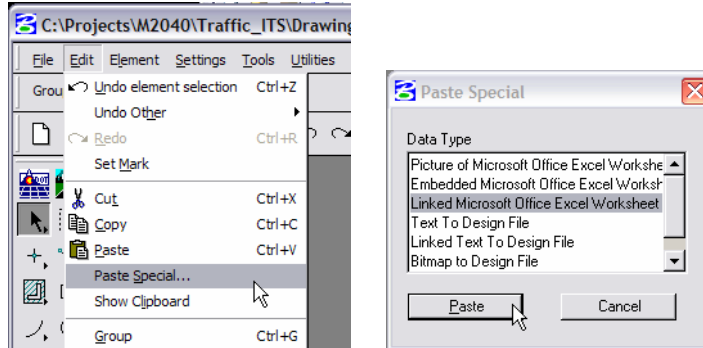 C:\Projects\M2040\Traffic_ITS\Drawing
File Edit Element Settings Tools Utilities
Grou
Undo element selection Ctrl+Z
Undo Other
Redo Ctrl+R
Set Mark
Cut Ctrl+X
Copy Ctrl+C
Paste Ctrl+V
Paste Special...
Show Clipboard
Group Ctrl+G
Paste Special
Data Type
Picture of Microsoft Office Excel Workshe
Embedded Microsoft Office Excel Worksh
Linked Microsoft Office Excel Worksheet
Text To Design File
Linked Text To Design File
Bitmap to Design File
Paste Cancel